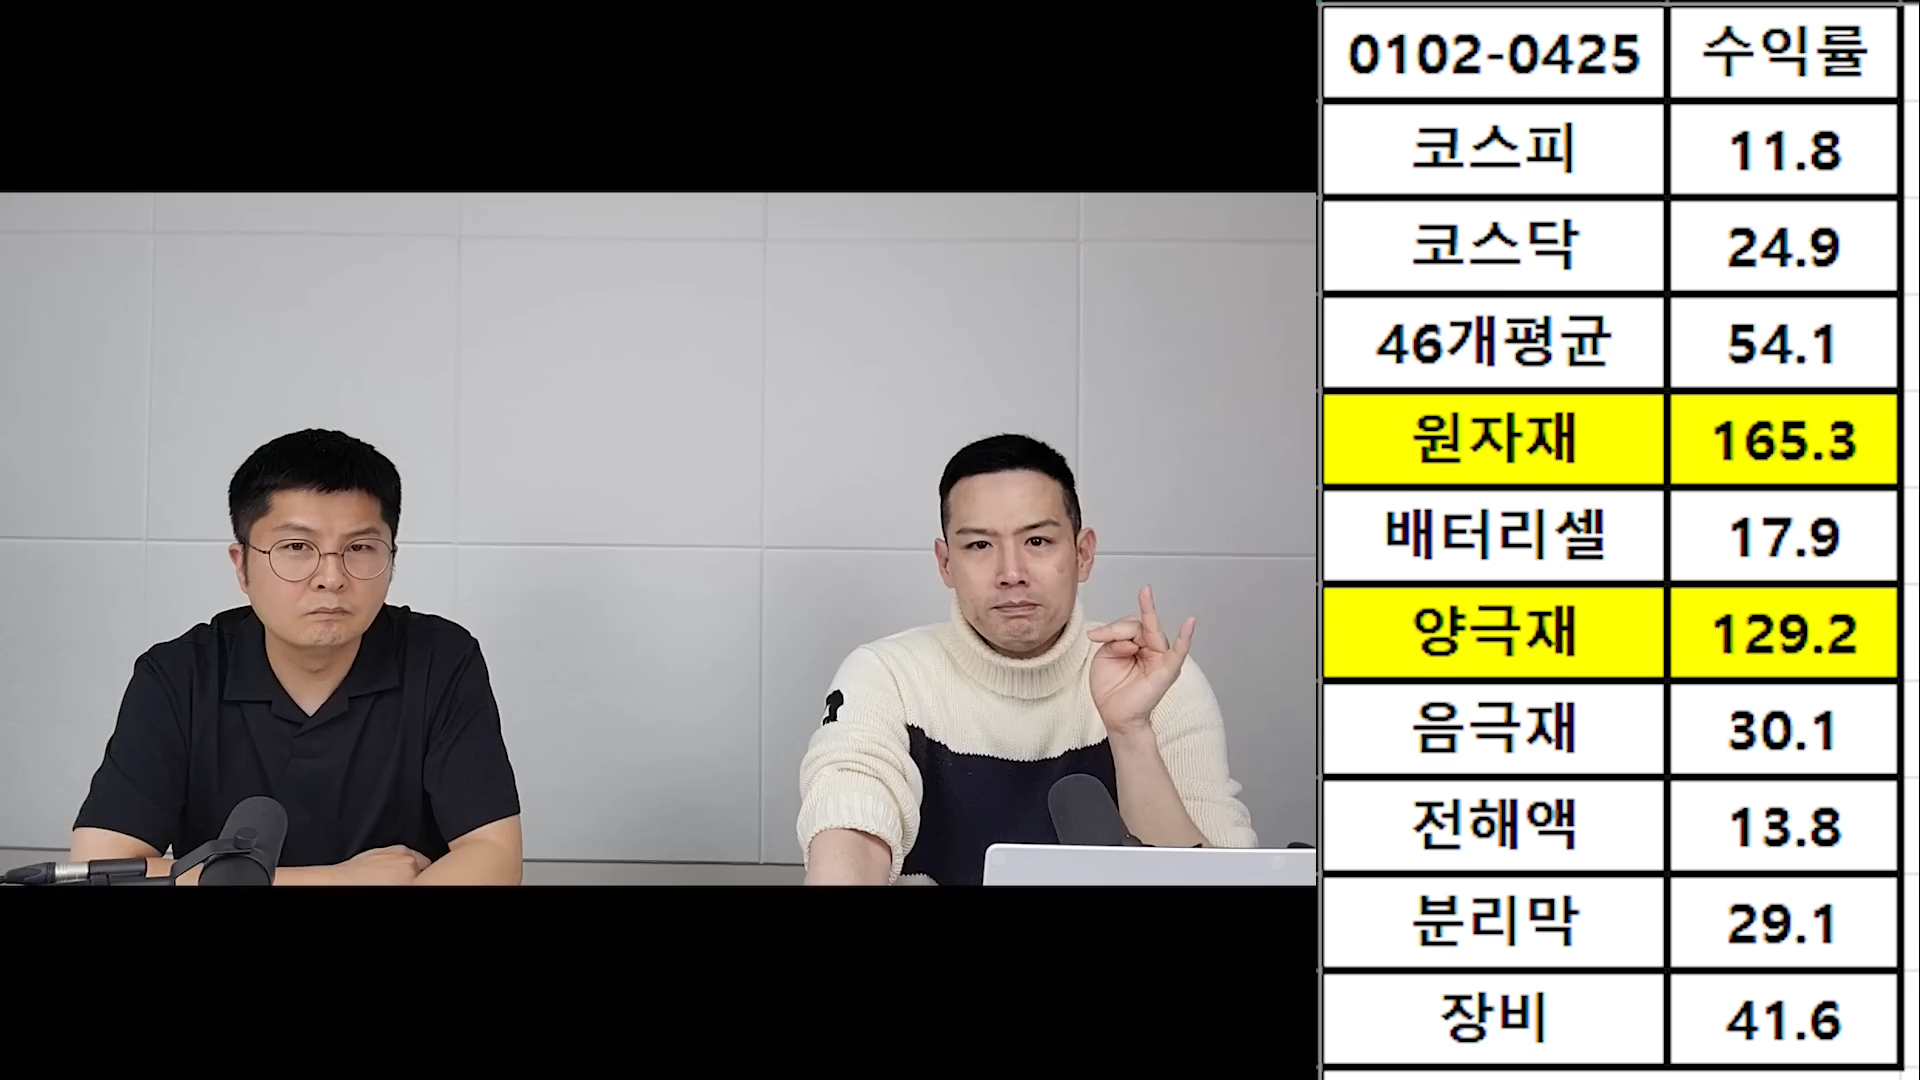 0102-0425 수익률
코스피 11.8
코스닥 24.9
46개평균 54.1
원자재 165.3
배터리셀 17.9
양극재 129.2
음극재 30.1
전해액 13.8
분리막 29.1
장비 41.6